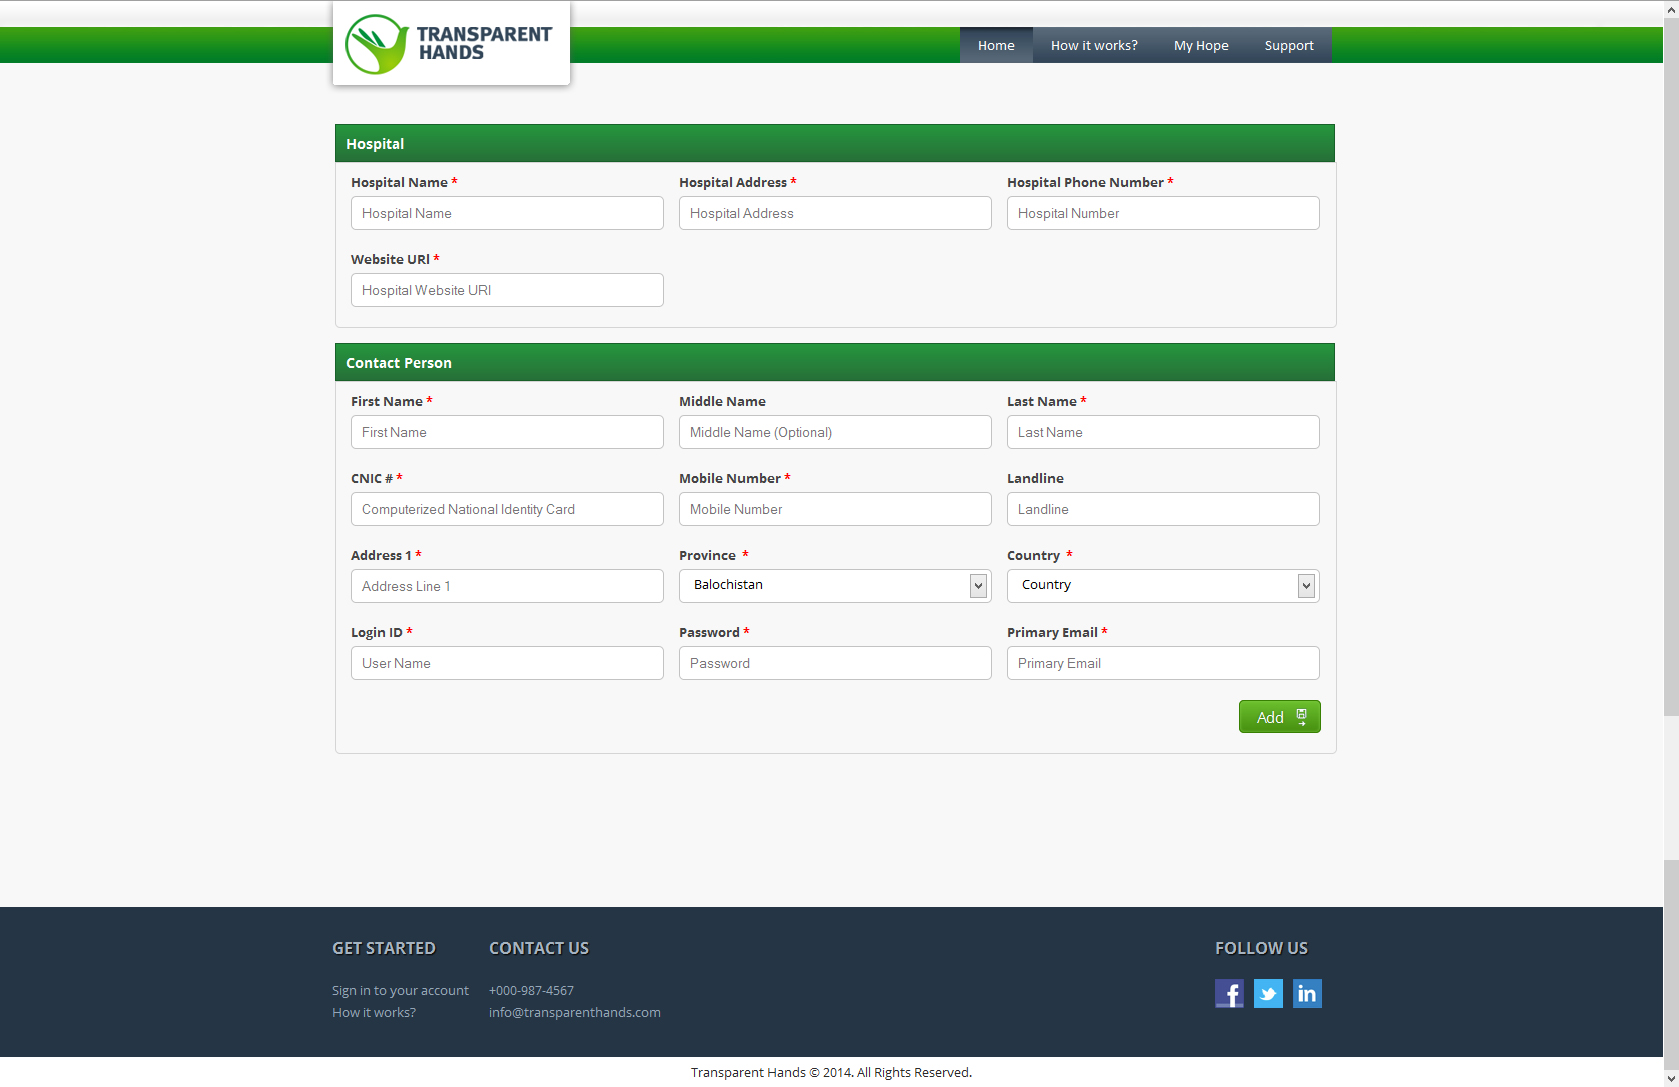 TRANSPARENT
HANDS
Home How it works? My Hope Support
Hospital
Hospital Name * Hospital Address * Hospital Phone Number *
Hospital Name Hospital Address Hospital Number
Website URl *
Hospital Website URl
Contact Person
First Name * Middle Name Last Name *
First Name Middle Name (Optional) Last Name
CNIC # * Mobile Number * Landline
Computerized National Identity Card Mobile Number Landline
Address 1 * Province * Country *
Address Line 1 Balochistan Country
Login ID * Password * Primary Email *
User Name Password Primary Email
Add
GET STARTED CONTACT US FOLLOW US
Sign in to your account +000-987-4567
How it works? info@transparenthands.com
f in
Transparent Hands © 2014. All Rights Reserved.